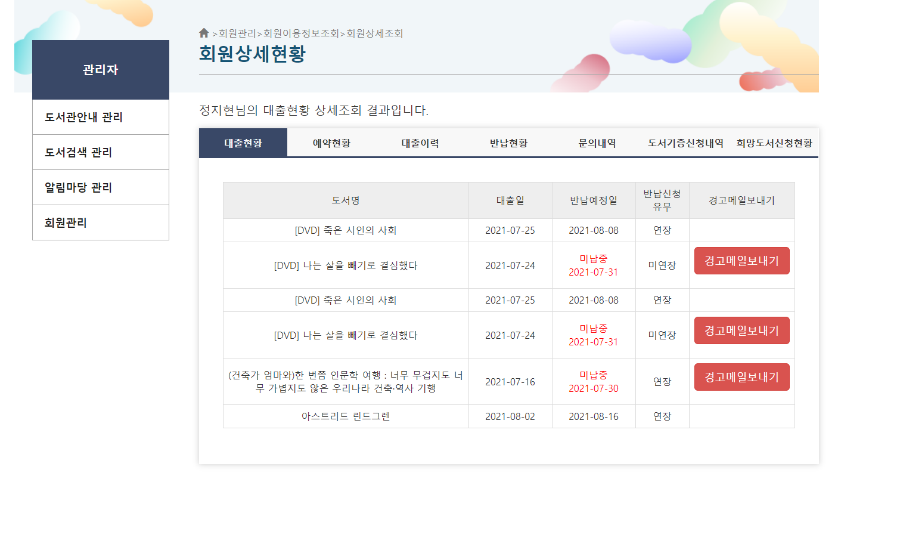 >회원관리>회원이용정보조회>회원상세조회
회원상세현황
관리자
도서관안내 관리
도서검색 관리
알림마당 관리
회원관리
정지현님의 대출현황 상세조회 결과입니다.
대출현황 예약현황 대출이력 반납현황 문의내역 도서기증신청내역 희망도서신청현황
도서명 대출일 반납예정일 반납신청 유무 경고메일보내기
[DVD] 죽은 시인의 사회 2021-07-25 2021-08-08 연장
[DVD] 나는 살을 빼기로 결심했다 2021-07-24 미납중 2021-07-31 미연장 경고메일보내기
[DVD] 죽은 시인의 사회 2021-07-25 2021-08-08 연장
[DVD] 나는 살을 빼기로 결심했다 2021-07-24 미납중 2021-07-31 미연장 경고메일보내기
(건축가 엄마와)한 번쯤 인문학 여행 : 너무 무겁지도 너
무 가볍지도 않은 우리나라 건축·역사 기행 2021-07-16 미납중 2021-07-30 연장 경고메일보내기
아스트리드 린드그렌 2021-08-02 2021-08-16 연장